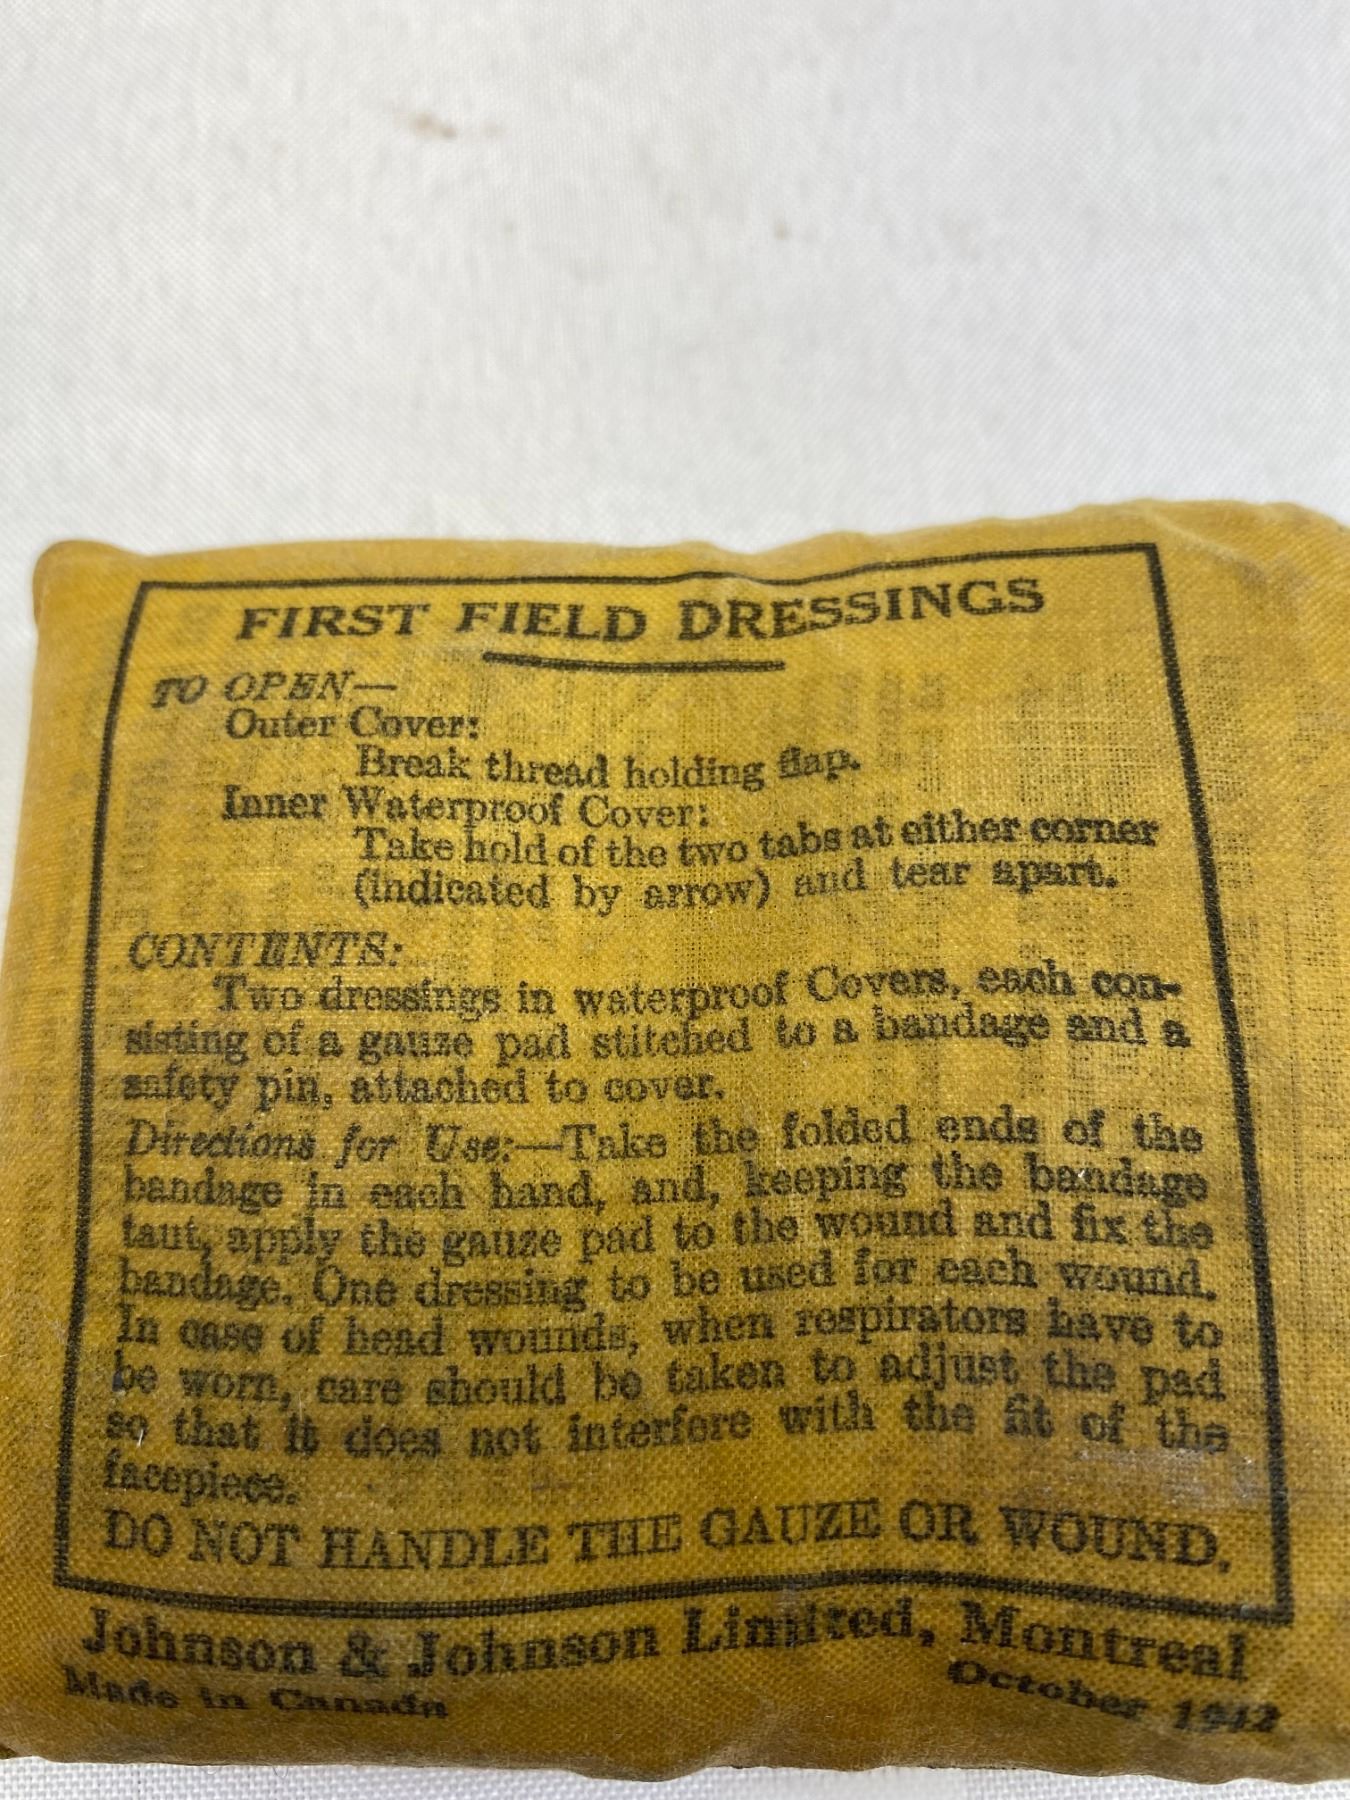 FIRST FIELD DRESSINGS
TO OPEN—
Outer Cover:
Break thread holding flap.
Inner Waterproof Cover:
Take hold of the two tabs at either corner
(indicated by arrow) and tear apart.
CONTENTS:
Two dressings in waterproof Covers, each con-
sisting of a gauze pad stitched to a bandage and a
safety pin, attached to cover.
Directions for Use:—Take the folded ends of the
bandage in each hand, and, keeping the bandage
taut, apply the gauze pad to the wound and fix the
bandage. One dressing to be used for each wound.
In case of head wounds, when respirators have to
be worn, care should be taken to adjust the pad
so that it does not interfere with the fit of the
facepiece.
DO NOT HANDLE THE GAUZE OR WOUND.
Johnson & Johnson Limited, Montreal
Made in Canada October 1942